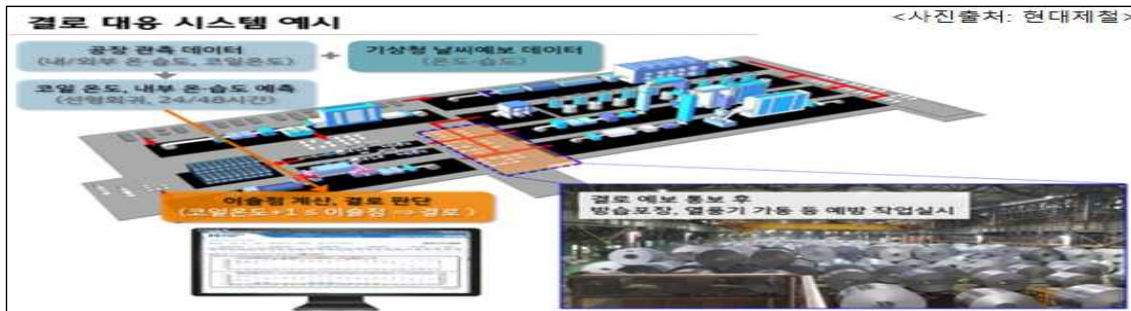 결로 대응 시스템 예시
<사진출처: 현대제철>
공장 관측 데이터
(내/외부 온·습도, 코일온도)
+
기상청 날씨예보 데이터
(온도·습도)
코일 온도, 내부 온·습도 예측
(선형회귀, 24/48시간)
이슬점 계산, 결로 판단
(코일온도+1 ≤ 이슬점 ⇒ 결로 )
결로 예보 통보 후
방습포장, 열풍기 가동 등 예방 작업실시